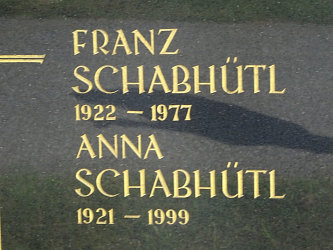 FRANZ
SCHABHÜTL
1922 – 1977
ANNA
SCHABHÜTL
1921 – 1999